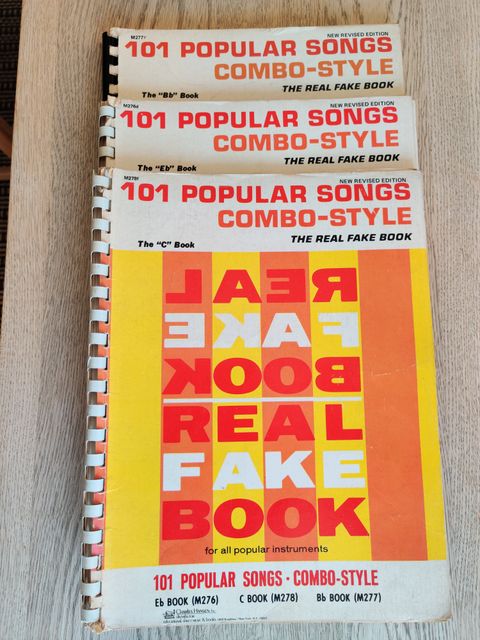 M277
NEW REVISED EDITION
101 POPULAR SONGS
COMBO-STYLE
The "Bb" Book
THE REAL FAKE BOOK
M276
NEW REVISED EDITION
101 POPULAR SONGS
COMBO-STYLE
The "Eb" Book
THE REAL FAKE BOOK
M278
NEW REVISED EDITION
101 POPULAR SONGS
COMBO-STYLE
The "C" Book
THE REAL FAKE BOOK
REAL
FAKE
BOOK
REAL
FAKE
BOOK
for all popular instruments
101 POPULAR SONGS · COMBO-STYLE
Eb BOOK (M276) C BOOK (M278) Bb BOOK (M277)